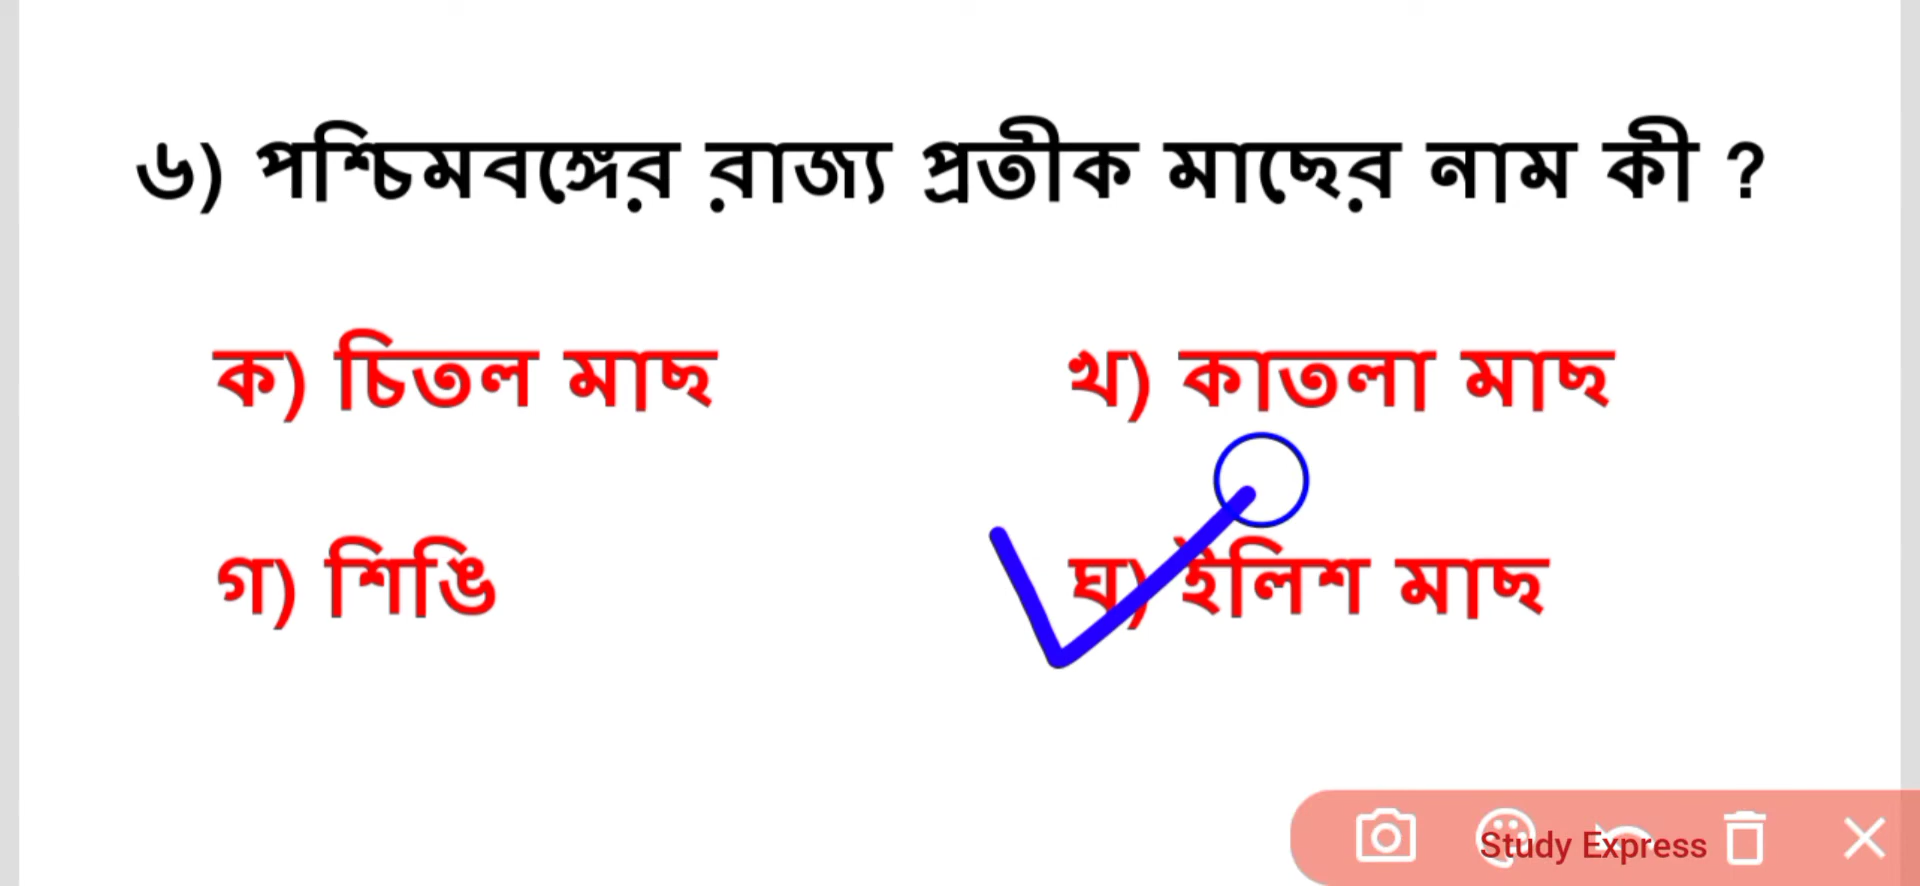 ৬) পশ্চিমবঙ্গের রাজ্য প্রতীক মাছের নাম কী ?
ক) চিতল মাছ
খ) কাতলা মাছ
গ) শিঙি
ঘ) ইলিশ মাছ
Study Express